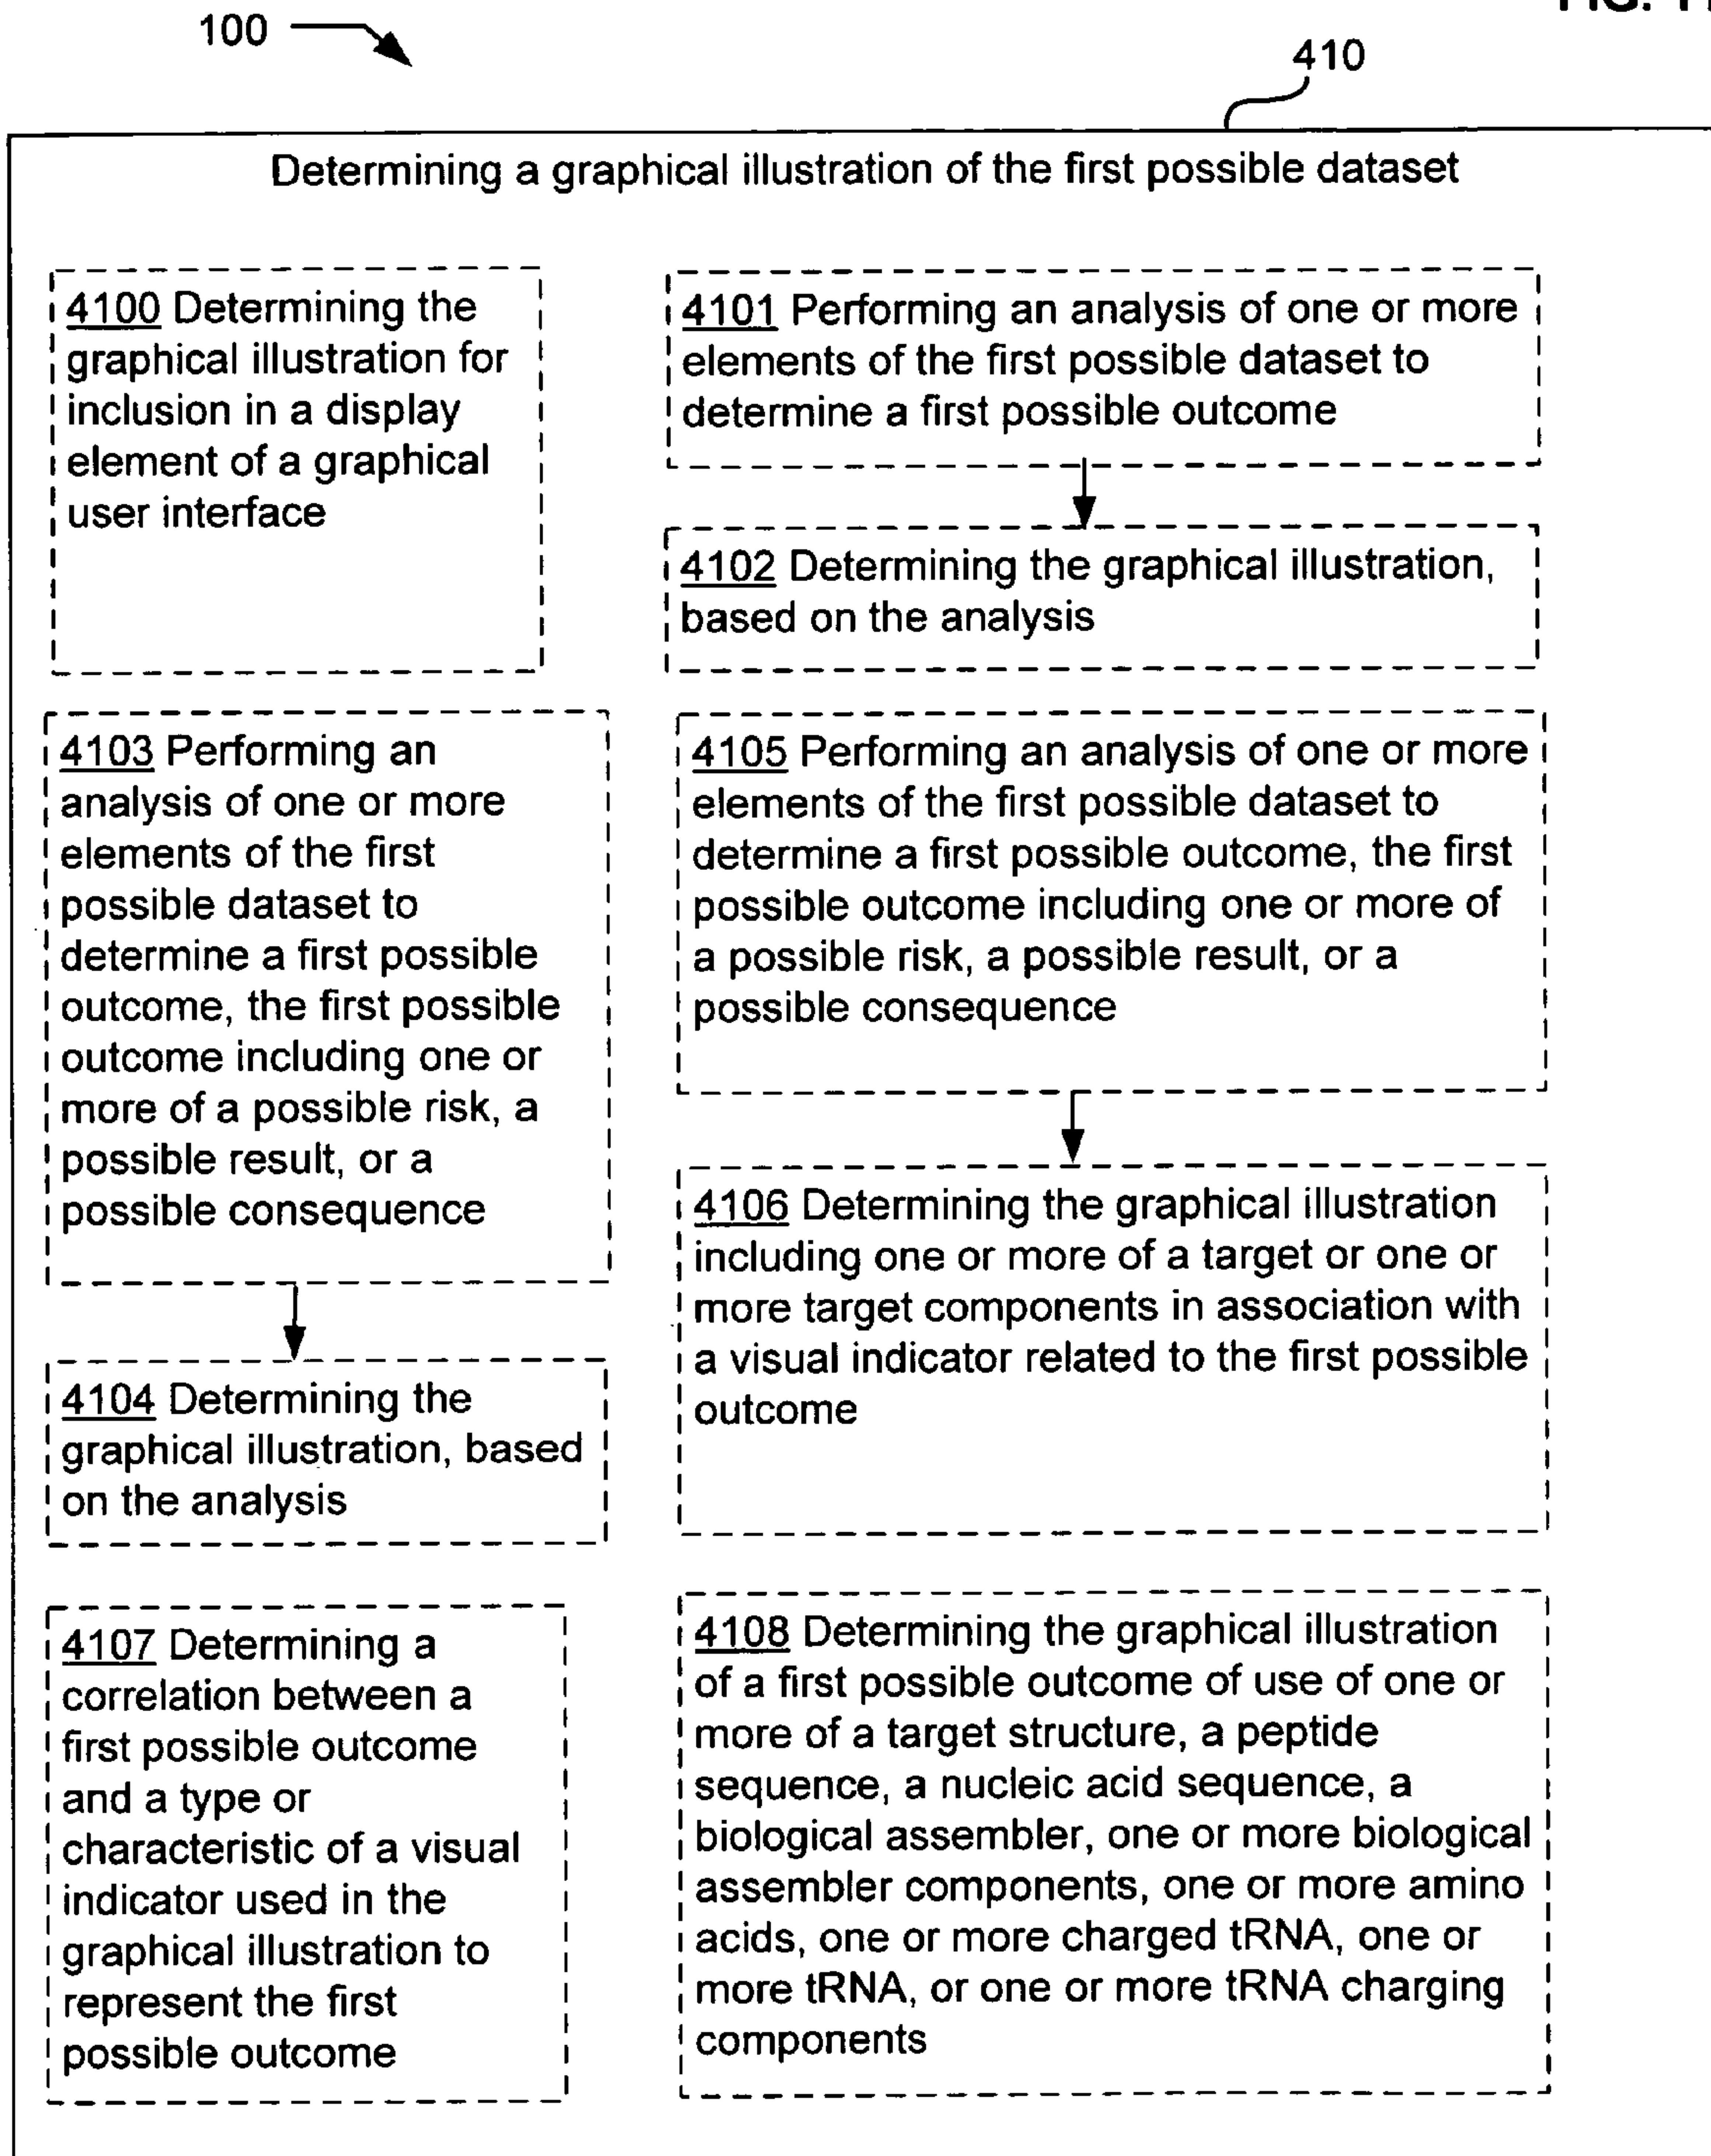 100
410
Determining a graphical illustration of the first possible dataset
4100 Determining the
graphical illustration for
inclusion in a display
element of a graphical
user interface
4101 Performing an analysis of one or more
elements of the first possible dataset to
determine a first possible outcome
4102 Determining the graphical illustration,
based on the analysis
4103 Performing an
analysis of one or more
elements of the first
possible dataset to
determine a first possible
outcome, the first possible
outcome including one or
more of a possible risk, a
possible result, or a
possible consequence
4104 Determining the
graphical illustration, based
on the analysis
4105 Performing an analysis of one or more
elements of the first possible dataset to
determine a first possible outcome, the first
possible outcome including one or more of
a possible risk, a possible result, or a
possible consequence
4106 Determining the graphical illustration
including one or more of a target or one or
more target components in association with
a visual indicator related to the first possible
outcome
4107 Determining a
correlation between a
first possible outcome
and a type or
characteristic of a visual
indicator used in the
graphical illustration to
represent the first
possible outcome
4108 Determining the graphical illustration
of a first possible outcome of use of one or
more of a target structure, a peptide
sequence, a nucleic acid sequence, a
biological assembler, one or more biological
assembler components, one or more amino
acids, one or more charged tRNA, one or
more tRNA, or one or more tRNA charging
components